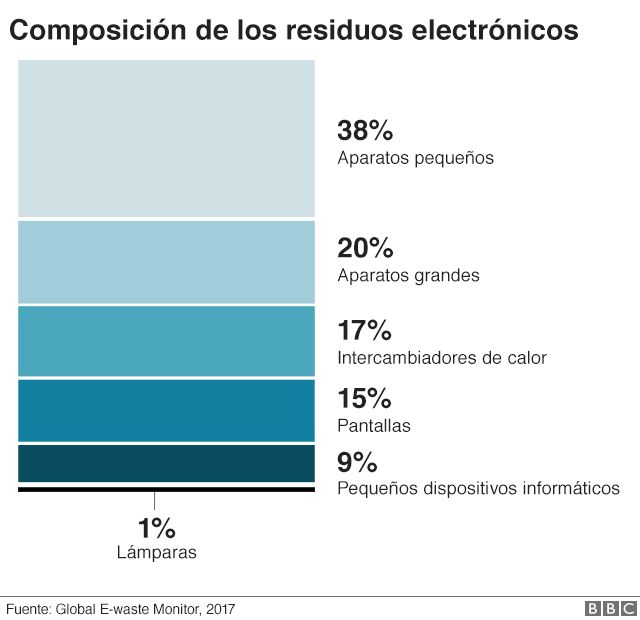 Composición de los residuos electrónicos
38%
Aparatos pequeños
20%
Aparatos grandes
17%
Intercambiadores de calor
15%
Pantallas
9%
Pequeños dispositivos informáticos
1%
Lámparas
Fuente: Global E-waste Monitor, 2017
BBC